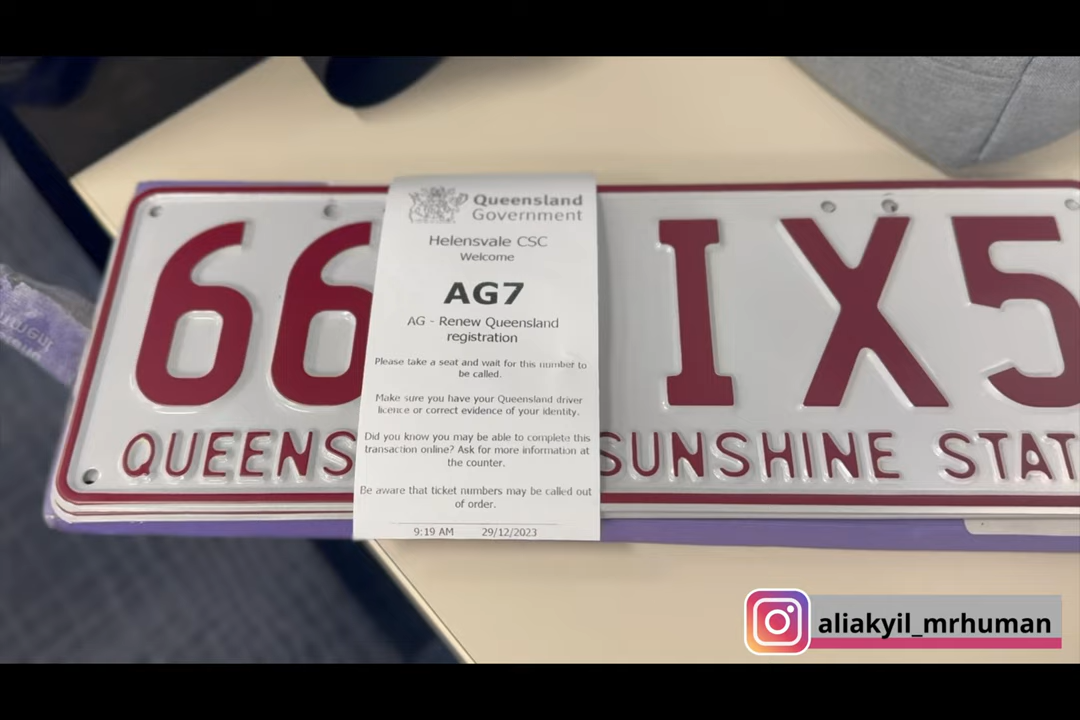 Queensland
Government
Helensvale CSC
Welcome
AG7
AG - Renew Queensland
registration
Please take a seat and wait for this number to
be called.
Make sure you have your Queensland driver
licence or correct evidence of your identity.
Did you know you may be able to complete this
transaction online? Ask for more information at
the counter.
Be aware that ticket numbers may be called out
of order.
9:19 AM 29/12/2023
66 IX5
QUEENS SUNSHINE STAT
aliakyil_mrhuman